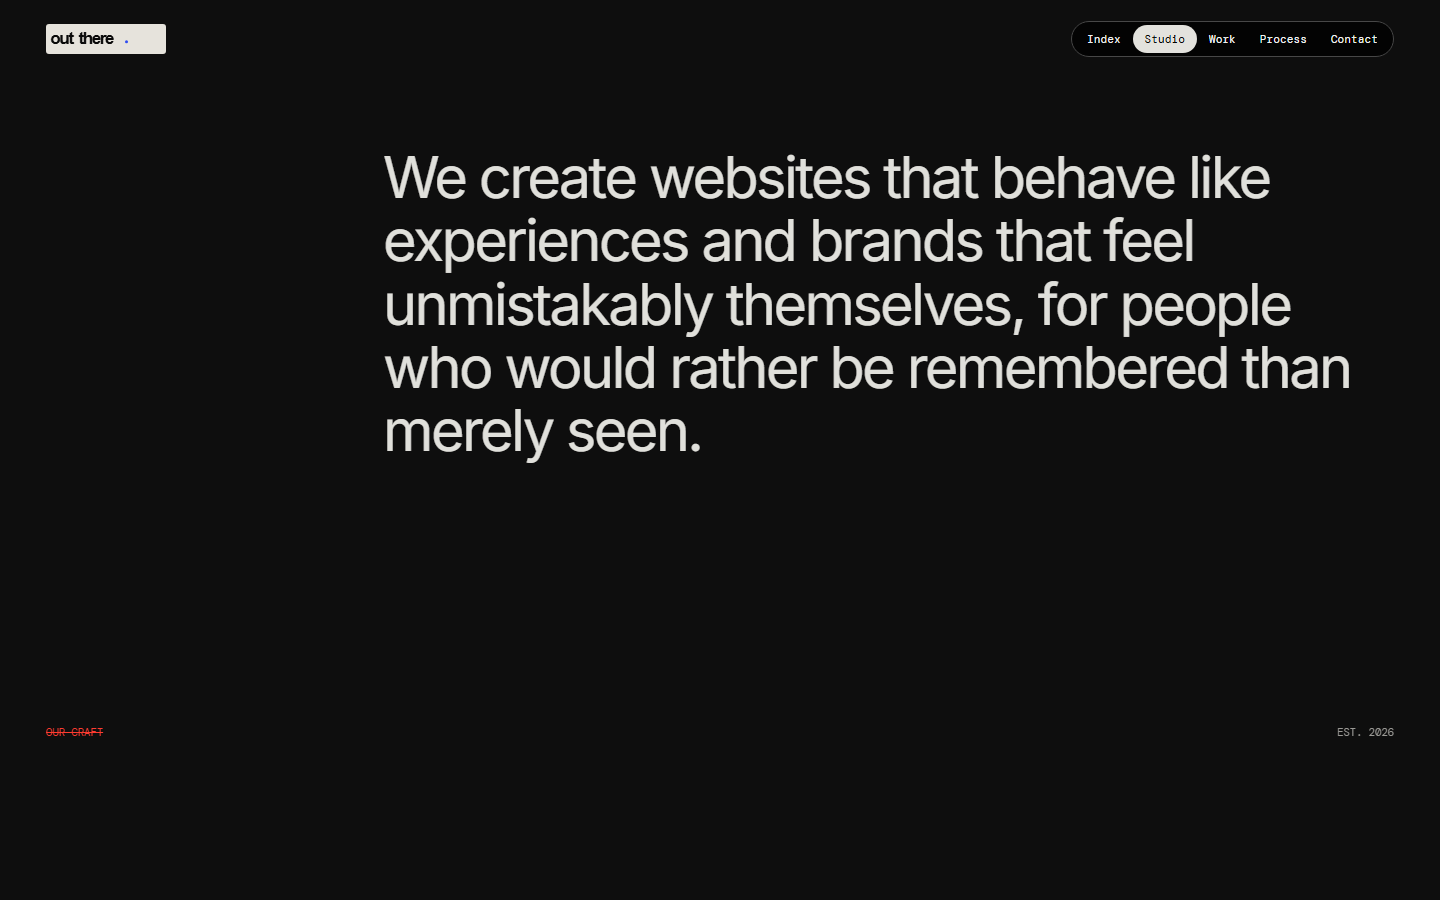 out there .
Index Studio Work Process Contact
We create websites that behave like
experiences and brands that feel
unmistakably themselves, for people
who would rather be remembered than
merely seen.
OUR CRAFT
EST. 2026